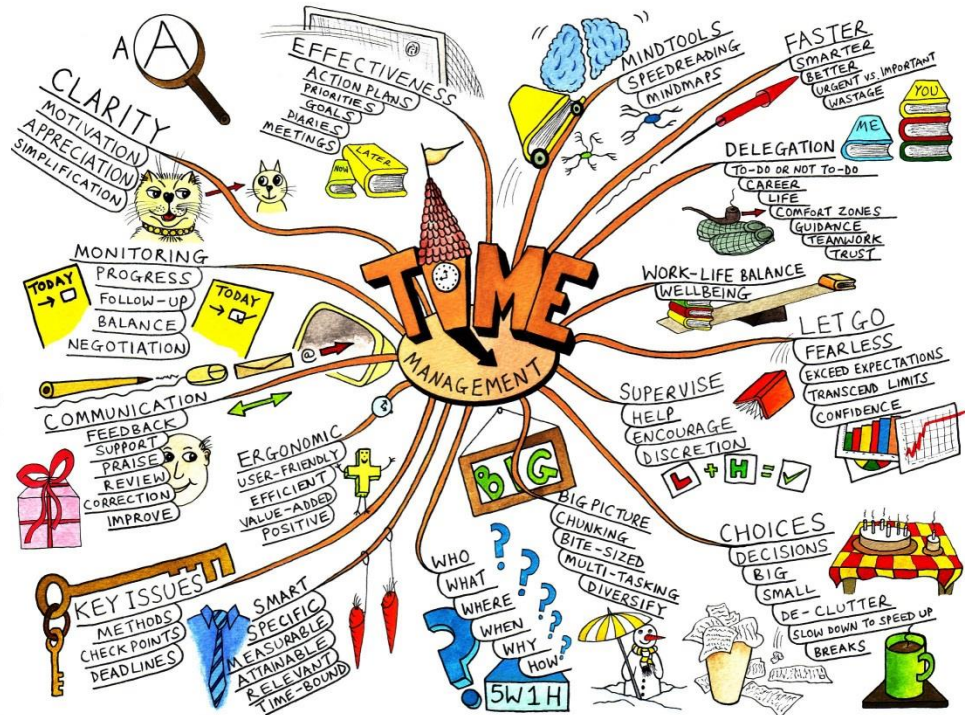 TIME
MANAGEMENT
A A
CLARITY
MOTIVATION
APPRECIATION
SIMPLIFICATION
EFFECTIVENESS
ACTION PLANS
PRIORITIES
GOALS
DIARIES
MEETINGS
@
NOW
LATER
MINDTOOLS
SPEEDREADING
MINDMAPS
FASTER
SMARTER
BETTER
URGENT VS. IMPORTANT
WASTAGE
ME
YOU
DELEGATION
TO-DO OR NOT TO-DO
CAREER
LIFE
COMFORT ZONES
GUIDANCE
TEAMWORK
TRUST
WORK-LIFE BALANCE
WELLBEING
LET GO
FEARLESS
EXCEED EXPECTATIONS
TRANSCEND LIMITS
CONFIDENCE
SUPERVISE
HELP
ENCOURAGE
DISCRETION
L + H =
CHOICES
DECISIONS
BIG
SMALL
DE-CLUTTER
SLOW DOWN TO SPEED UP
BREAKS
BIG
BIG PICTURE
CHUNKING
BITE-SIZED
MULTI-TASKING
DIVERSIFY
WHO
WHAT
WHERE
WHEN
WHY
HOW
? ? ? ? ? ? ?
5W1H
SMART
SPECIFIC
MEASURABLE
ATTAINABLE
RELEVANT
TIME-BOUND
KEY ISSUES
METHODS
CHECK POINTS
DEADLINES
ERGONOMIC
USER-FRIENDLY
EFFICIENT
VALUE-ADDED
POSITIVE
COMMUNICATION
FEEDBACK
SUPPORT
PRAISE
REVIEW
CORRECTION
IMPROVE
@
MONITORING
PROGRESS
FOLLOW-UP
BALANCE
NEGOTIATION
TODAY
TODAY